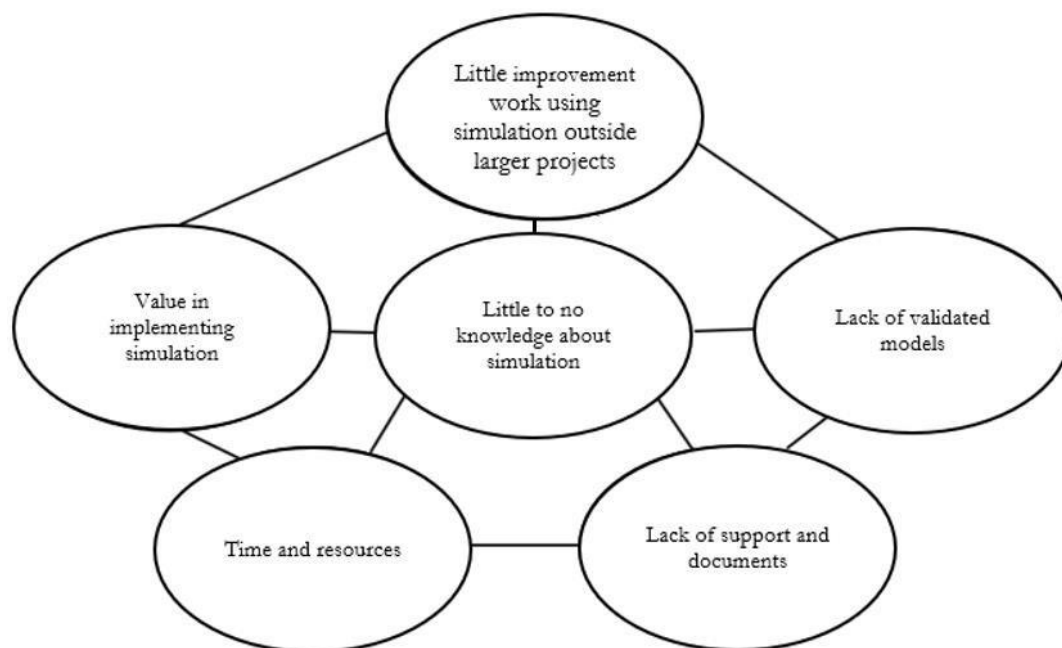 Little improvement
work using
simulation outside
larger projects
Value in
implementing
simulation
Little to no
knowledge about
simulation
Lack of validated
models
Time and resources
Lack of support and
documents